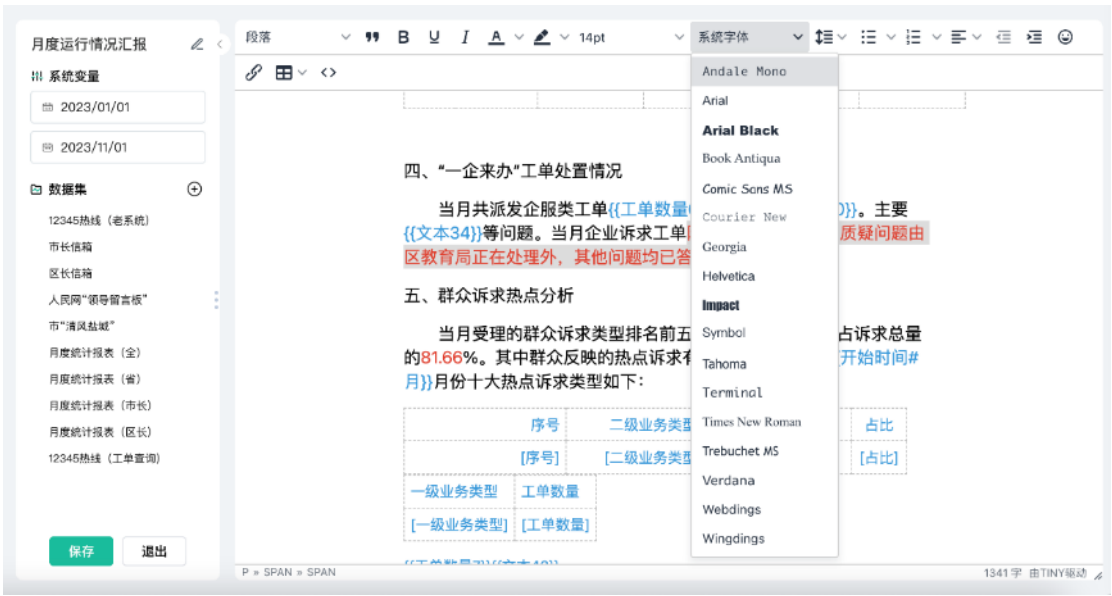 月度运行情况汇报
系统变量
2023/01/01
2023/11/01
数据集
12345热线（老系统）
市长信箱
区长信箱
人民网“领导留言板”
市“清风盐城”
月度统计报表（全）
月度统计报表（省）
月度统计报表（市长）
月度统计报表（区长）
12345热线（工单查询）
保存 退出
段落 B U I A 14pt 系统字体
Andale Mono
Arial
Arial Black
Book Antiqua
Comic Sans MS
Courier New
Georgia
Helvetica
Impact
Symbol
Tahoma
Terminal
Times New Roman
Trebuchet MS
Verdana
Webdings
Wingdings
四、“一企来办”工单处置情况
当月共派发企服类工单{{工单数量 }}。主要
{{文本34}}等问题。当月企业诉求工单 质疑问题由
区教育局正在处理外，其他问题均已答
五、群众诉求热点分析
当月受理的群众诉求类型排名前五 占诉求总量
的81.66%。其中群众反映的热点诉求有 开始时间#
月}}月份十大热点诉求类型如下：
序号 二级业务类型 占比
[序号] [二级业务类型 [占比]
一级业务类型 工单数量
[一级业务类型] [工单数量]
P » SPAN » SPAN
1341 字 由TINY驱动